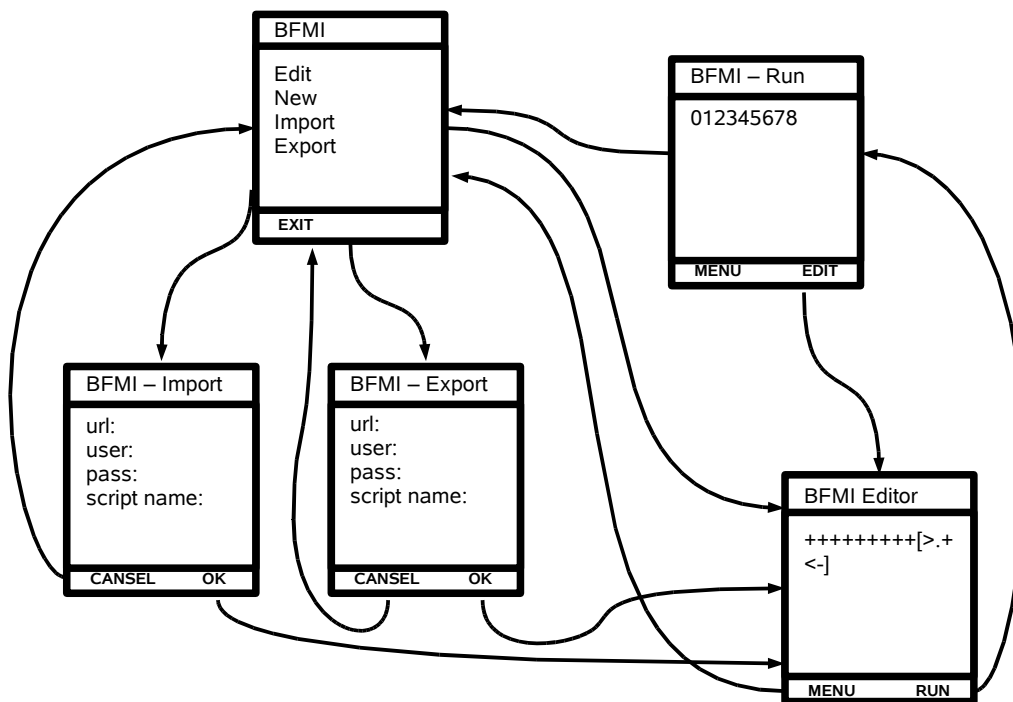 BFMI
Edit
New
Import
Export
EXIT
BFMI – Run
012345678
MENU EDIT
BFMI – Import
url:
user:
pass:
script name:
CANSEL OK
BFMI – Export
url:
user:
pass:
script name:
CANSEL OK
BFMI Editor
+++++++++[>.+
<-]
MENU RUN